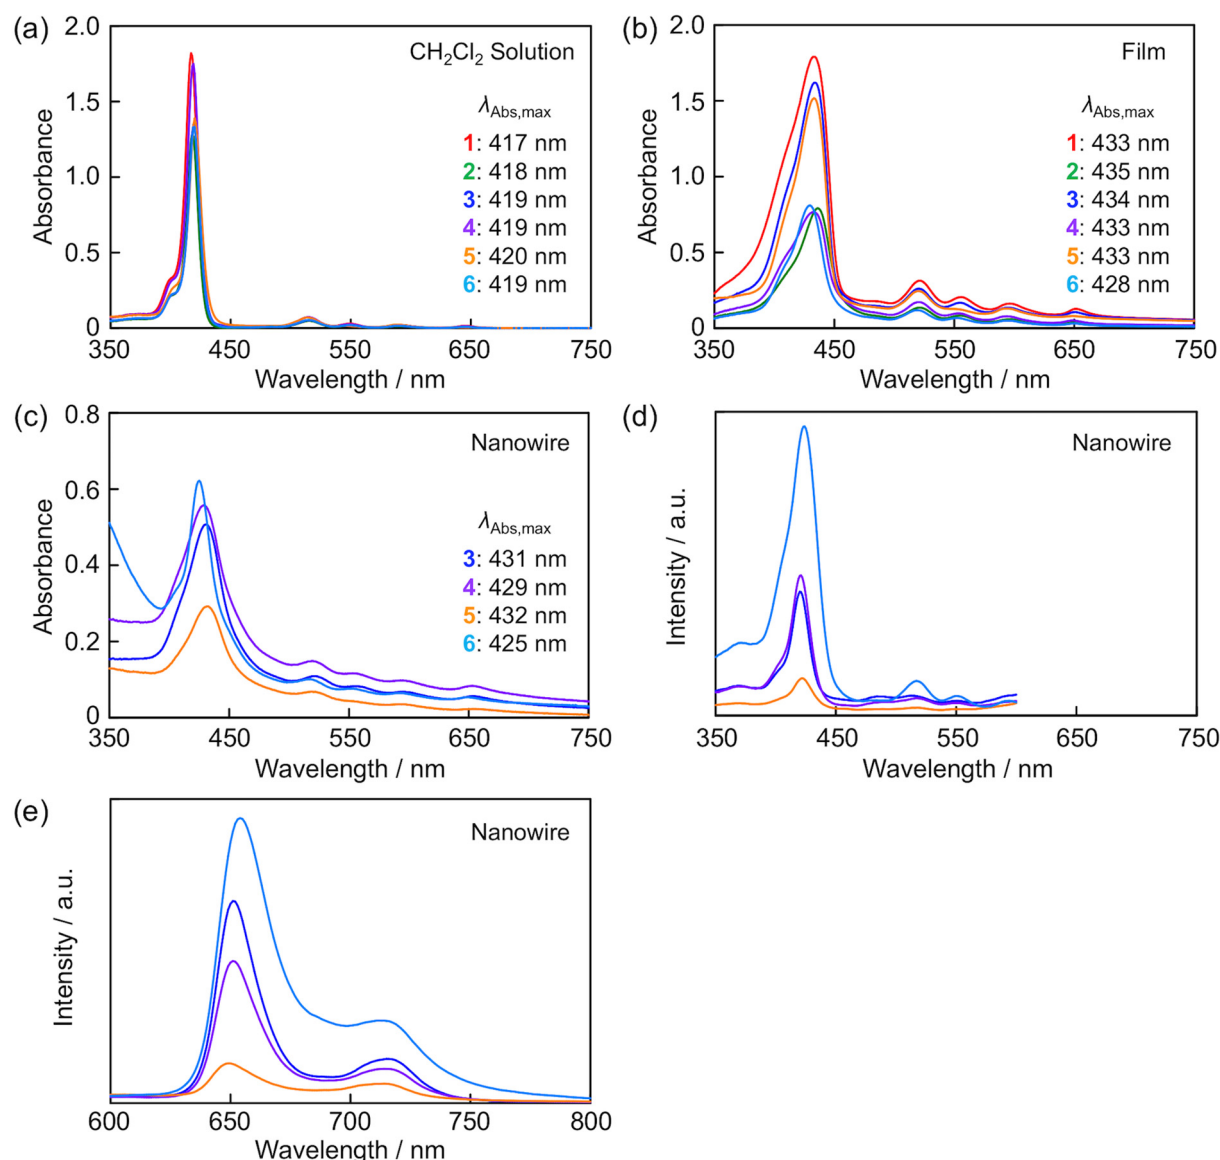 (a)
2.0
1.5
1.0
0.5
0
Absorbance
CH₂Cl₂ Solution
λAbs,max
1: 417 nm
2: 418 nm
3: 419 nm
4: 419 nm
5: 420 nm
6: 419 nm
350 450 550 650 750
Wavelength / nm
(b)
2.0
1.5
1.0
0.5
0
Absorbance
Film
λAbs,max
1: 433 nm
2: 435 nm
3: 434 nm
4: 433 nm
5: 433 nm
6: 428 nm
350 450 550 650 750
Wavelength / nm
(c)
0.8
0.6
0.4
0.2
0
Absorbance
Nanowire
λAbs,max
3: 431 nm
4: 429 nm
5: 432 nm
6: 425 nm
350 450 550 650 750
Wavelength / nm
(d)
Intensity / a.u.
Nanowire
350 450 550 650 750
Wavelength / nm
(e)
Intensity / a.u.
Nanowire
600 650 700 750 800
Wavelength / nm